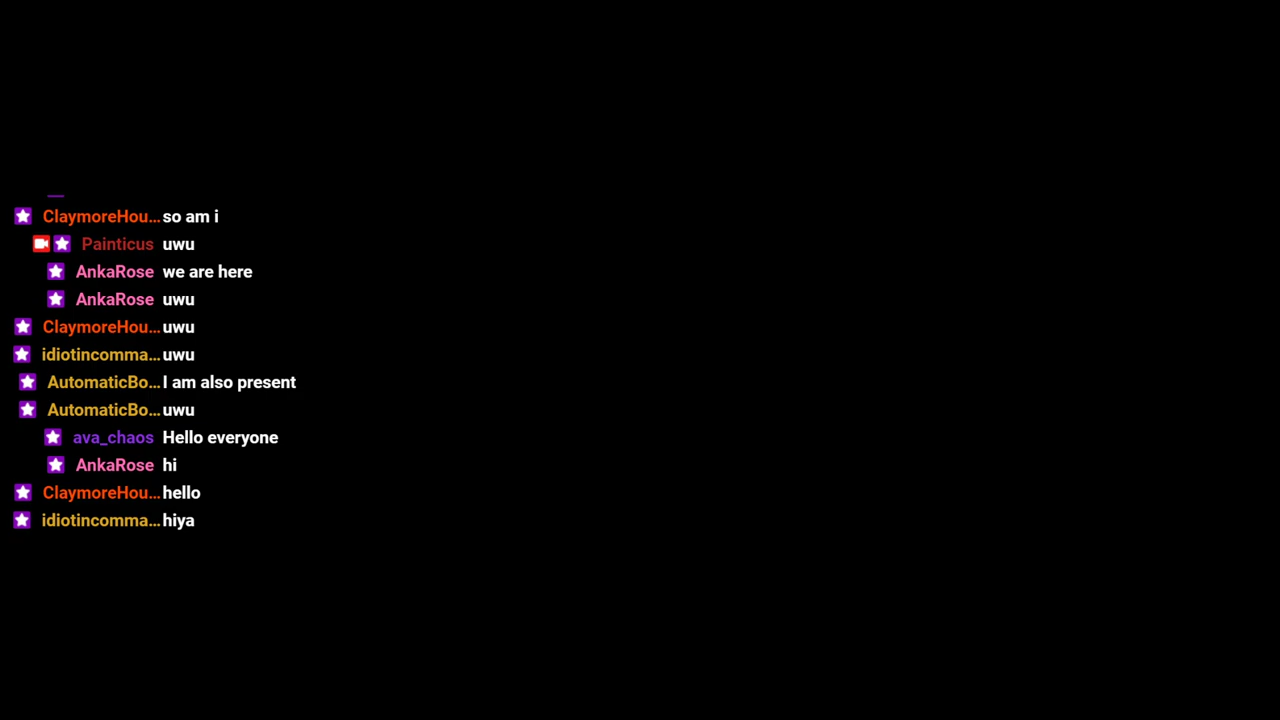 ClaymoreHou... so am i
Painticus uwu
AnkaRose we are here
AnkaRose uwu
ClaymoreHou... uwu
idiotincomma... uwu
AutomaticBo... I am also present
AutomaticBo... uwu
ava_chaos Hello everyone
AnkaRose hi
ClaymoreHou... hello
idiotincomma... hiya